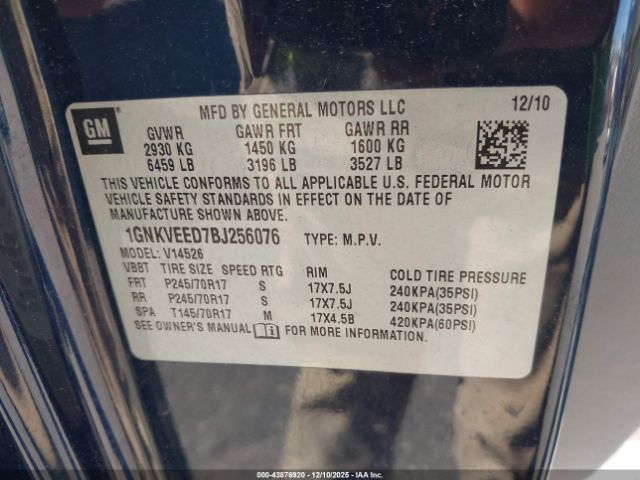 MFD BY GENERAL MOTORS LLC 12/10
GM
GVWR GAWR FRT GAWR RR
2930 KG 1450 KG 1600 KG
6459 LB 3196 LB 3527 LB
THIS VEHICLE CONFORMS TO ALL APPLICABLE U.S. FEDERAL MOTOR
VEHICLE SAFETY STANDARDS IN EFFECT ON THE DATE OF
MANUFACTURE SHOWN ABOVE.
1GNKVEED7BJ256076 TYPE: M.P.V.
MODEL: V14526
VBBT TIRE SIZE SPEED RTG RIM COLD TIRE PRESSURE
FRT P245/70R17 S 17X7.5J 240KPA(35PSI)
RR P245/70R17 S 17X7.5J 240KPA(35PSI)
SPA T145/70R17 M 17X4.5B 420KPA(60PSI)
SEE OWNER'S MANUAL FOR MORE INFORMATION.
00-43876920 - 12/10/2025 - IAA Inc.